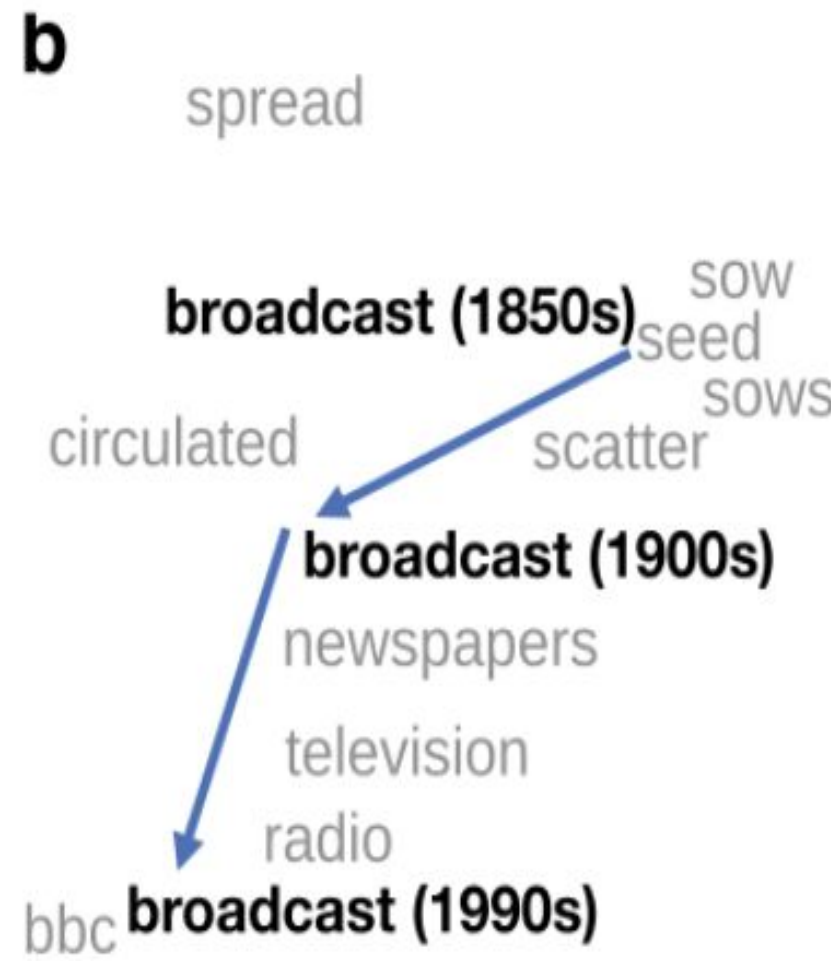 b
spread
sow
broadcast (1850s)
seed
sows
circulated
scatter
broadcast (1900s)
newspapers
television
radio
bbc
broadcast (1990s)